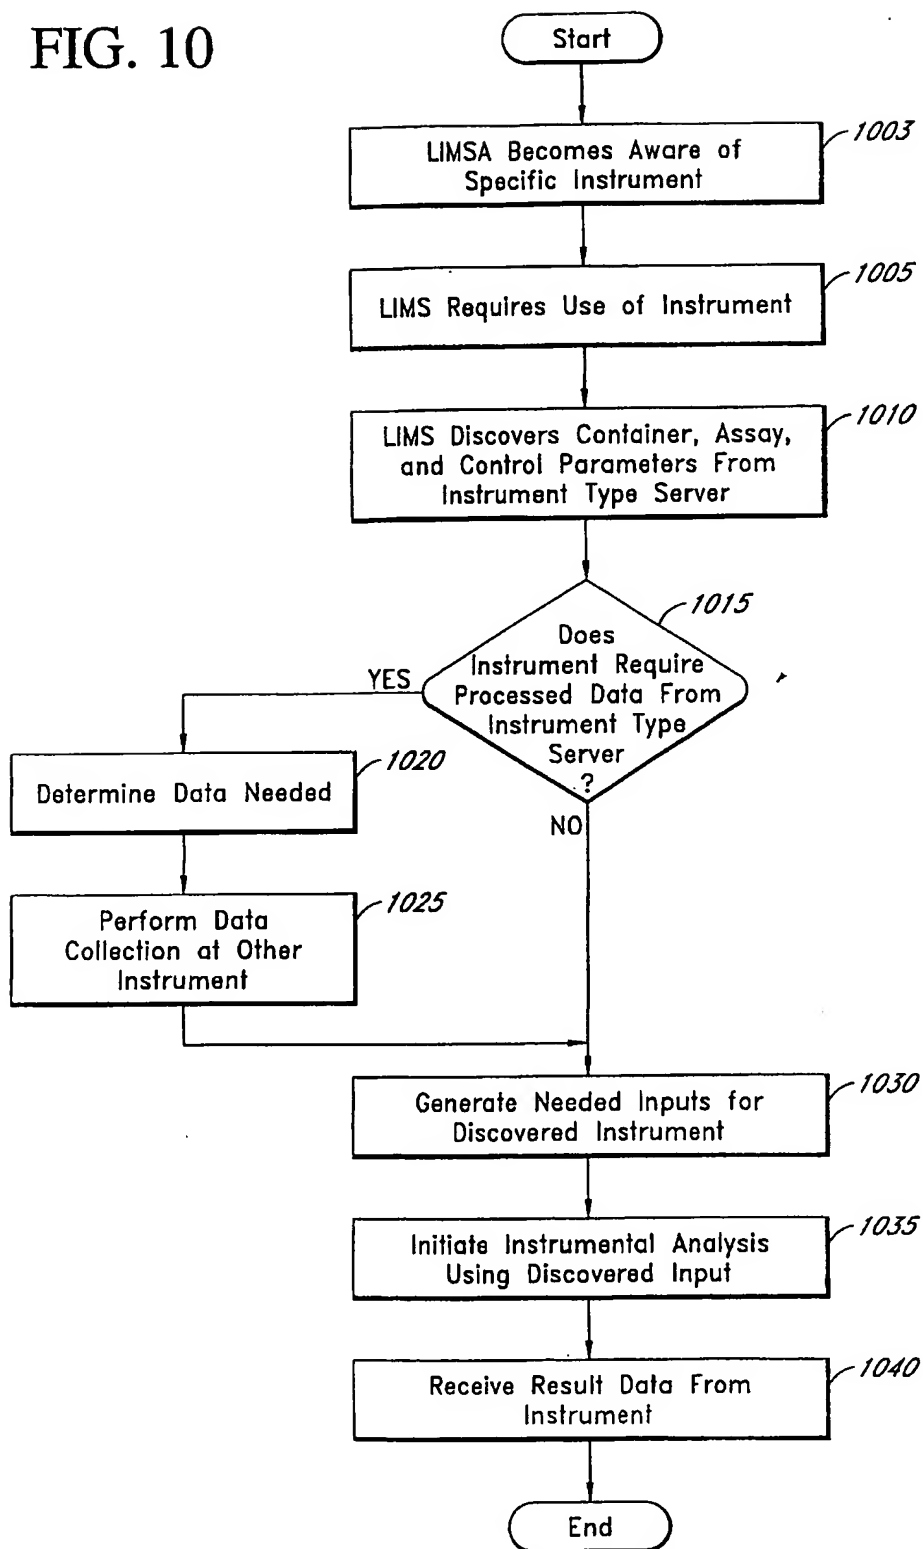 FIG. 10
Start
LIMSA Becomes Aware of
Specific Instrument
1003
LIMS Requires Use of Instrument
1005
LIMS Discovers Container, Assay,
and Control Parameters From
Instrument Type Server
1010
Does
Instrument Require
Processed Data From
Instrument Type
Server
?
1015
YES
NO
Determine Data Needed
1020
Perform Data
Collection at Other
Instrument
1025
Generate Needed Inputs for
Discovered Instrument
1030
Initiate Instrumental Analysis
Using Discovered Input
1035
Receive Result Data From
Instrument
1040
End